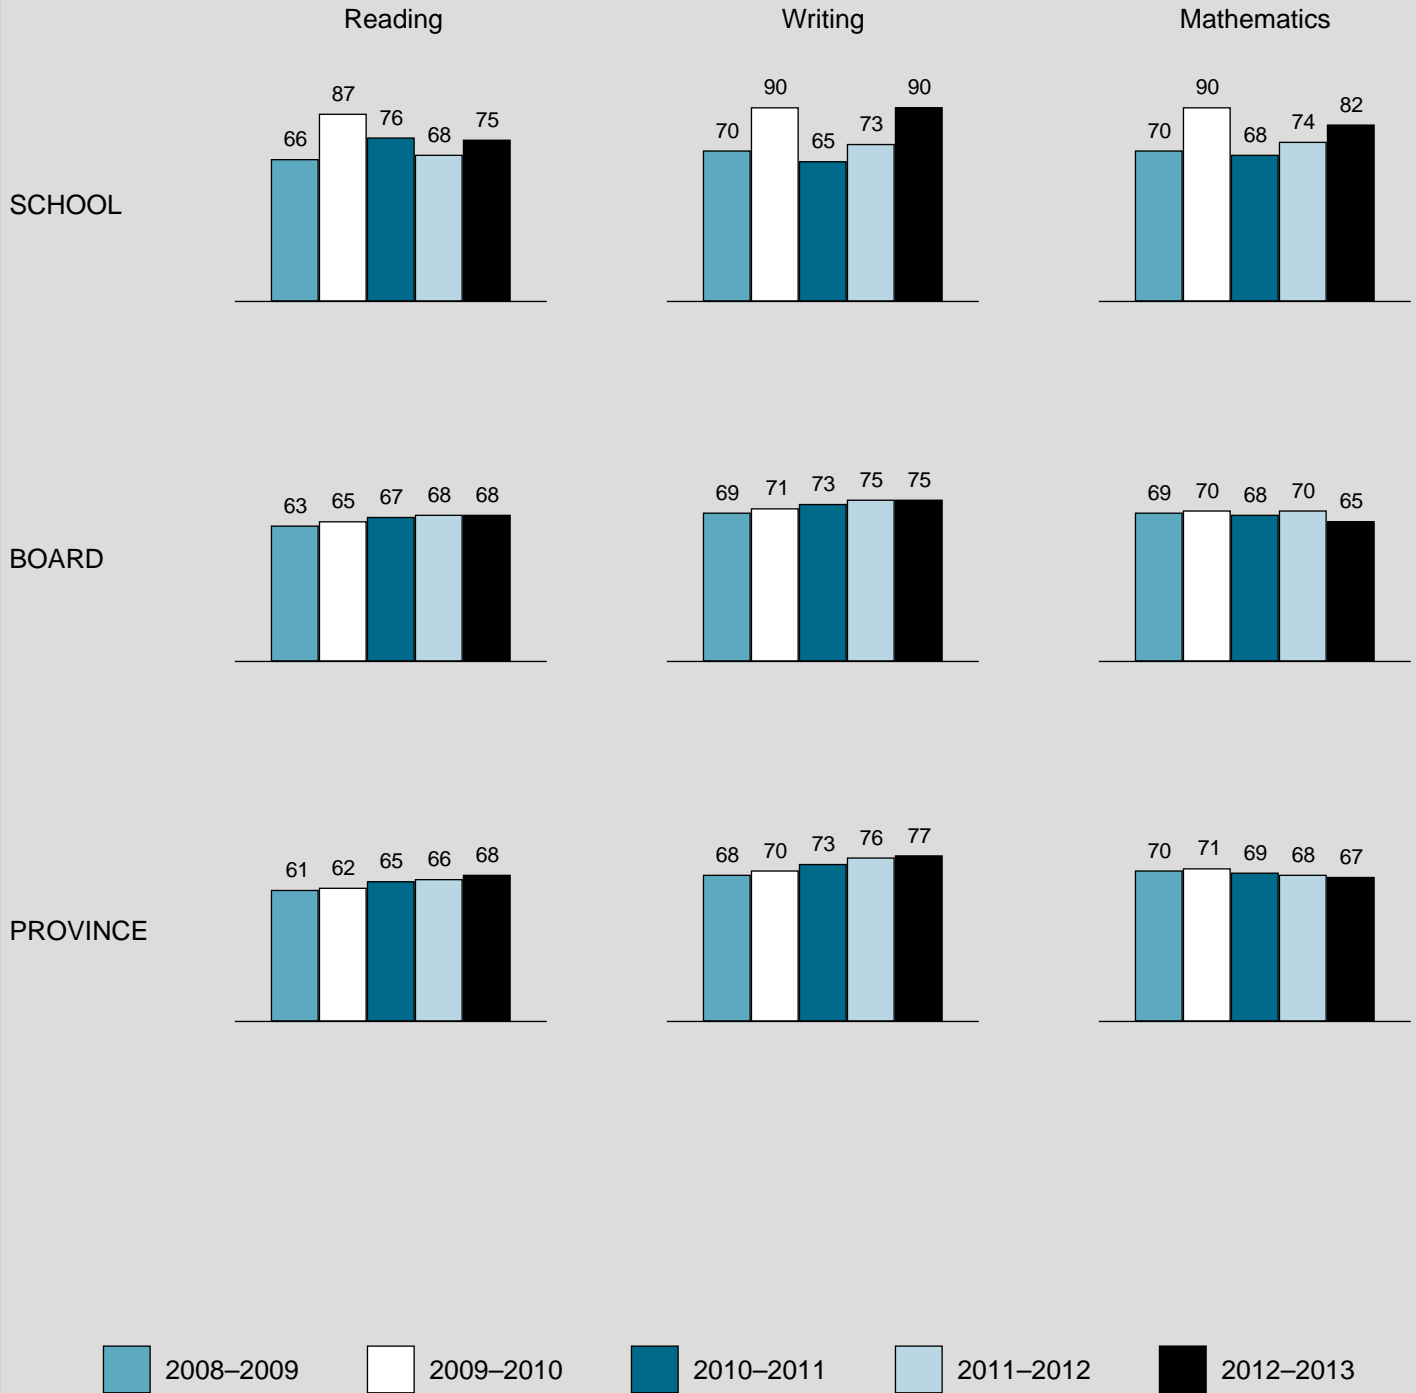 Reading Writing Mathematics
SCHOOL
66 87 76 68 75
70 90 65 73 90
70 90 68 74 82
BOARD
63 65 67 68 68
69 71 73 75 75
69 70 68 70 65
PROVINCE
61 62 65 66 68
68 70 73 76 77
70 71 69 68 67
2008–2009 2009–2010 2010–2011 2011–2012 2012–2013